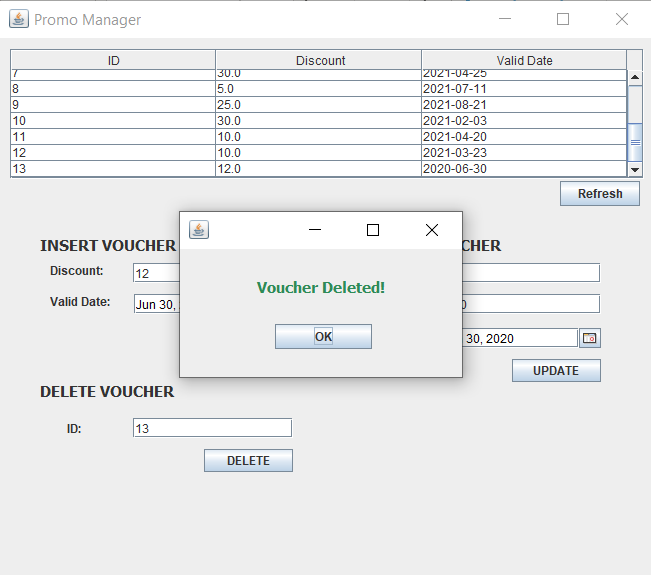 Promo Manager
ID Discount Valid Date
7 30.0 2021-04-25
8 5.0 2021-07-11
9 25.0 2021-08-21
10 30.0 2021-02-03
11 10.0 2021-04-20
12 10.0 2021-03-23
13 12.0 2020-06-30
Refresh
INSERT VOUCHER
Discount: 12
Valid Date: Jun 30,
30, 2020
UPDATE
Voucher Deleted!
OK
DELETE VOUCHER
ID: 13
DELETE